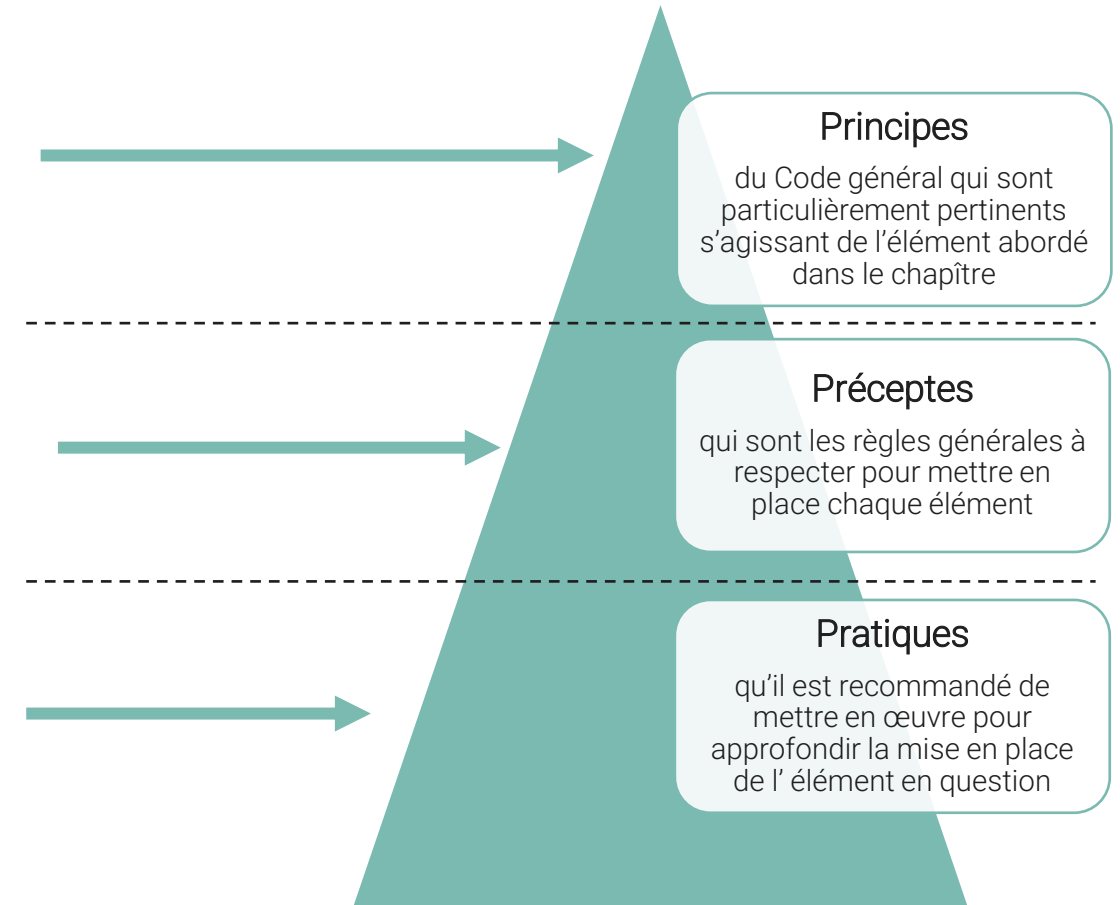 Principes
du Code général qui sont
particulièrement pertinents
s’agissant de l’élément abordé
dans le chapître
Préceptes
qui sont les règles générales à
respecter pour mettre en
place chaque élément
Pratiques
qu’il est recommandé de
mettre en œuvre pour
approfondir la mise en place
de l’ élément en question